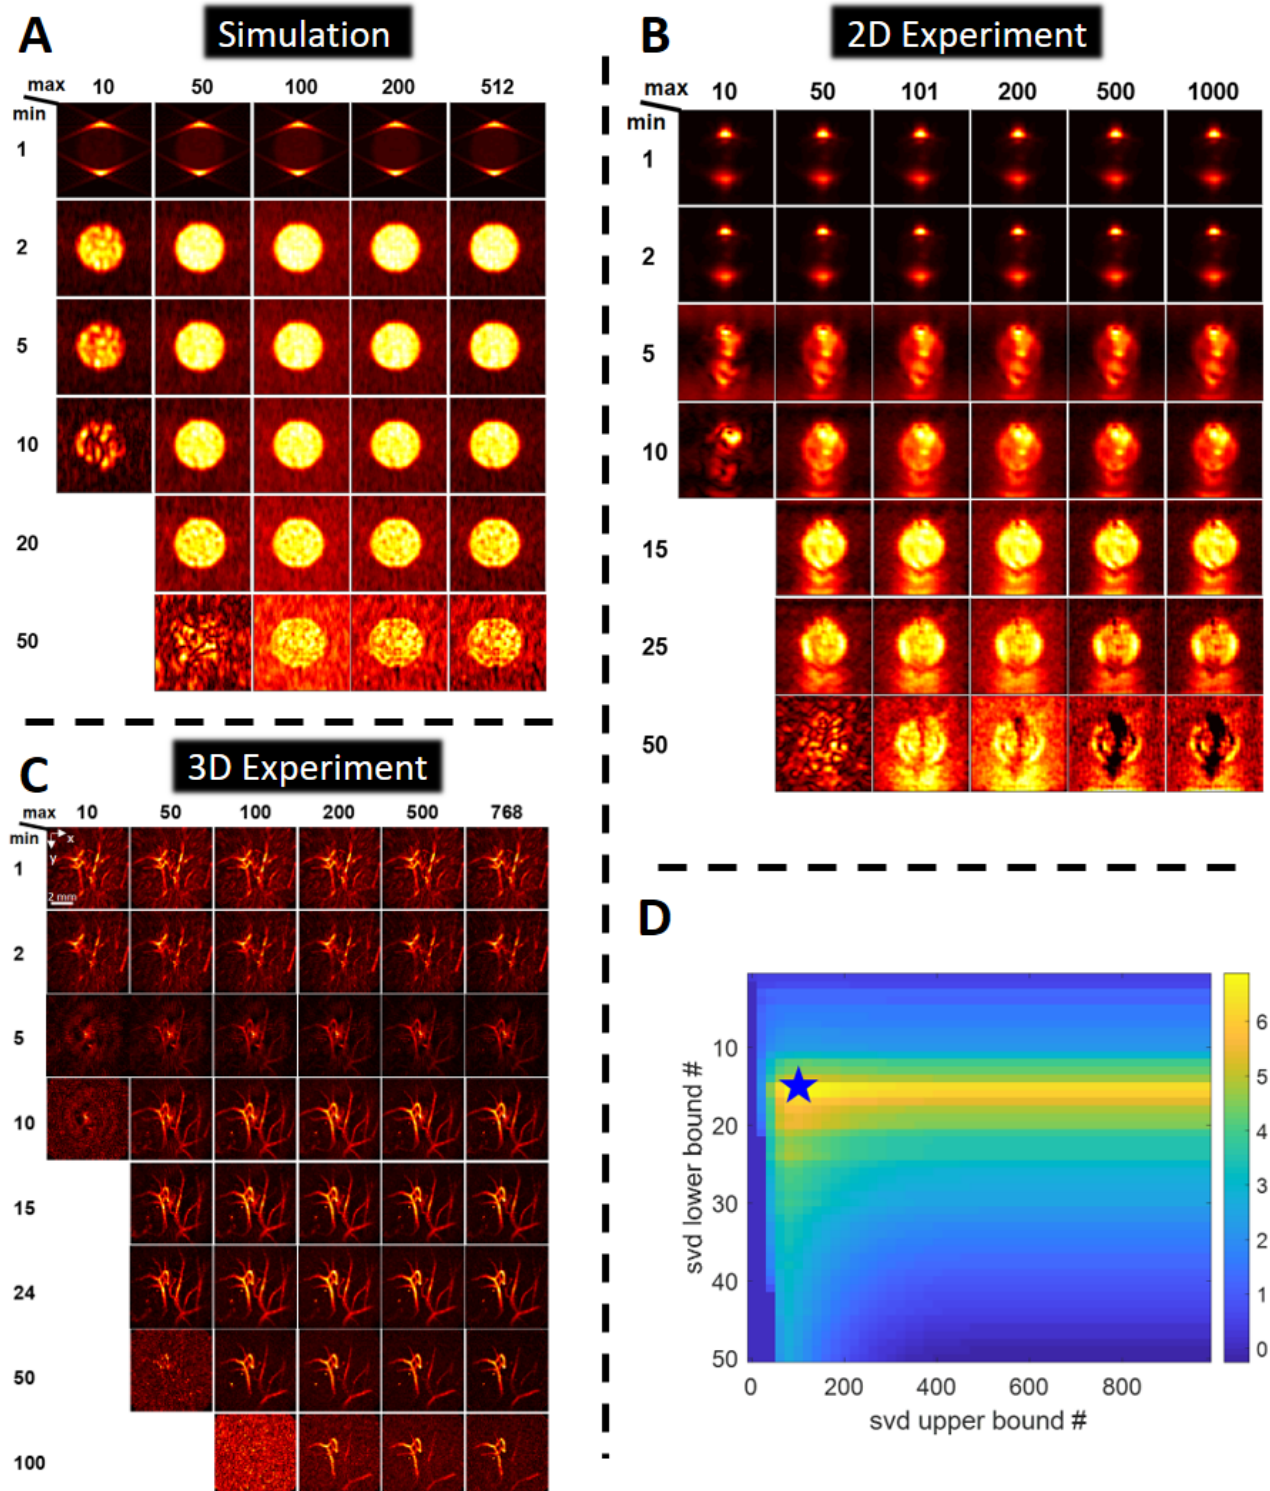 A
Simulation
max 10 50 100 200 512
min
1
2
5
10
20
50
B
2D Experiment
max 10 50 101 200 500 1000
min
1
2
5
10
15
25
50
C
3D Experiment
max 10 50 100 200 500 768
min
x
y
1
2 mm
2
5
10
15
24
50
100
D
svd lower bound #
10
20
30
40
50
0 200 400 600 800
svd upper bound #
6
5
4
3
2
1
0